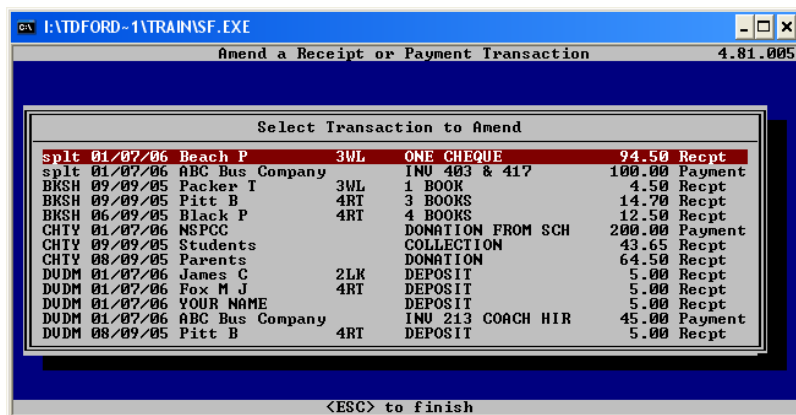 I:\TDFORD~1\TRAIN\SF.EXE
Amend a Receipt or Payment Transaction 4.81.005
Select Transaction to Amend
splt 01/07/06 Beach P 3WL ONE CHEQUE 94.50 Recpt
splt 01/07/06 ABC Bus Company INV 403 & 417 100.00 Payment
BKSH 09/09/05 Packer T 3WL 1 BOOK 4.50 Recpt
BKSH 09/09/05 Pitt B 4RT 3 BOOKS 14.70 Recpt
BKSH 06/09/05 Black P 4RT 4 BOOKS 12.50 Recpt
CHTY 01/07/06 NSPCC DONATION FROM SCH 200.00 Payment
CHTY 09/09/05 Students COLLECTION 43.65 Recpt
CHTY 08/09/05 Parents DONATION 64.50 Recpt
DVDM 01/07/06 James C 2LK DEPOSIT 5.00 Recpt
DVDM 01/07/06 Fox M J 4RT DEPOSIT 5.00 Recpt
DVDM 01/07/06 YOUR NAME DEPOSIT 5.00 Recpt
DVDM 01/07/06 ABC Bus Company INV 213 COACH HIR 45.00 Payment
DVDM 08/09/05 Pitt B 4RT DEPOSIT 5.00 Recpt
<ESC> to finish